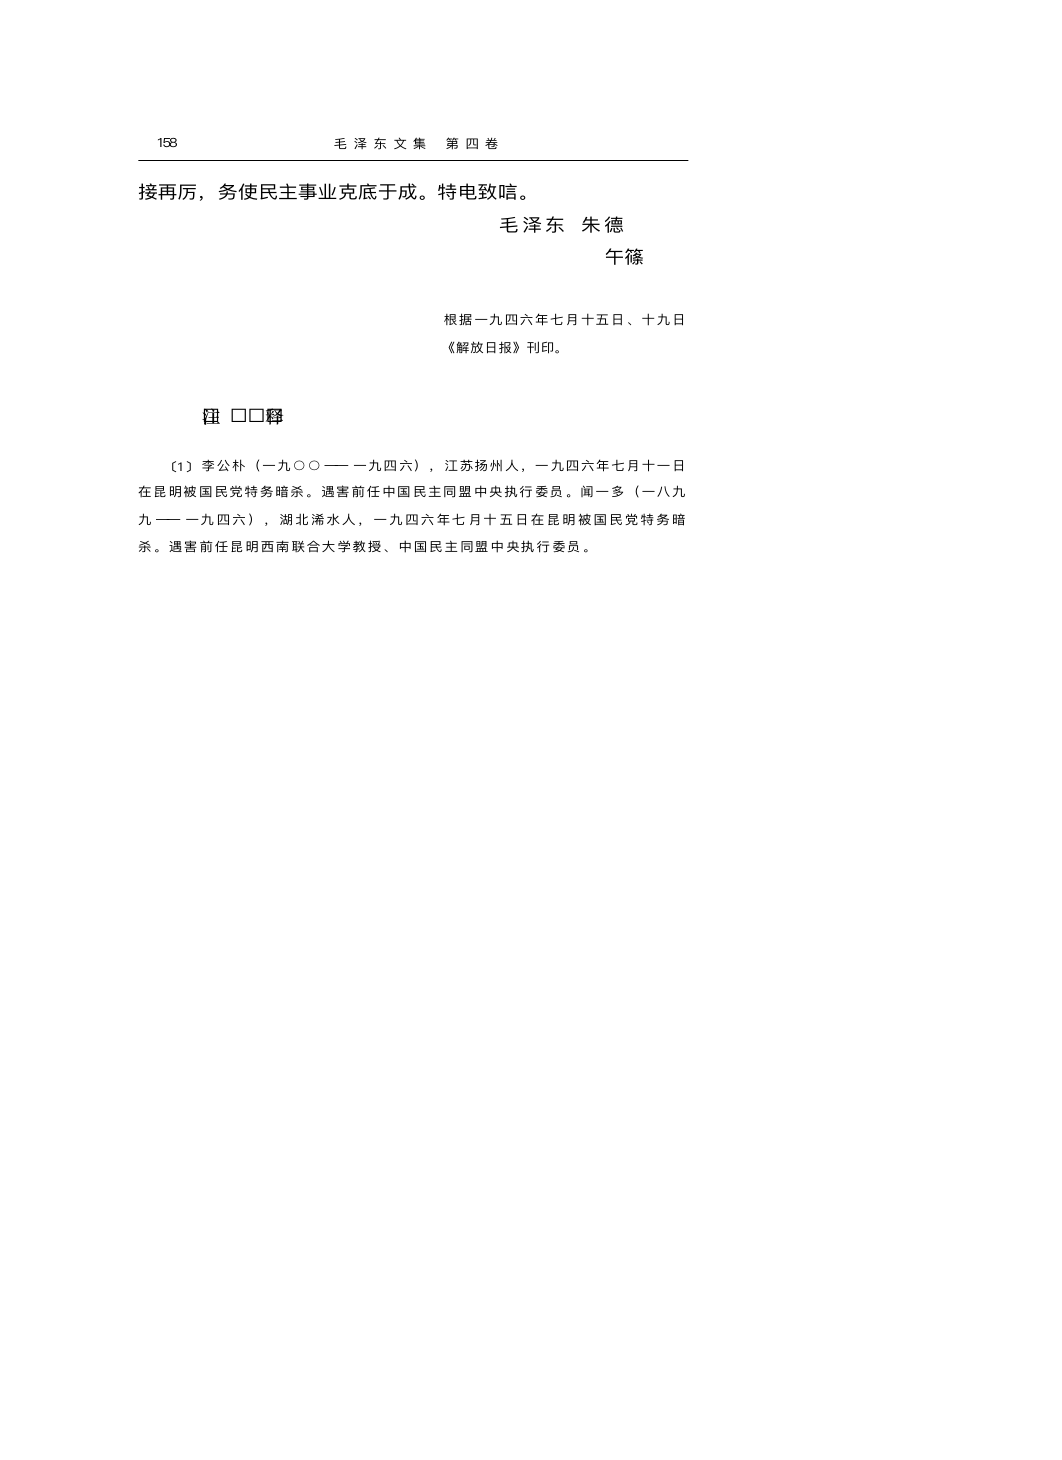 158 毛泽东文集 第四卷
接再厉，务使民主事业克底于成。特电致唁。
毛泽东 朱德
午篠
根据一九四六年七月十五日、十九日
《解放日报》刊印。
注 □□释
〔1〕李公朴（一九〇〇——一九四六），江苏扬州人，一九四六年七月十一日
在昆明被国民党特务暗杀。遇害前任中国民主同盟中央执行委员。闻一多（一八九
九——一九四六），湖北浠水人，一九四六年七月十五日在昆明被国民党特务暗
杀。遇害前任昆明西南联合大学教授、中国民主同盟中央执行委员。